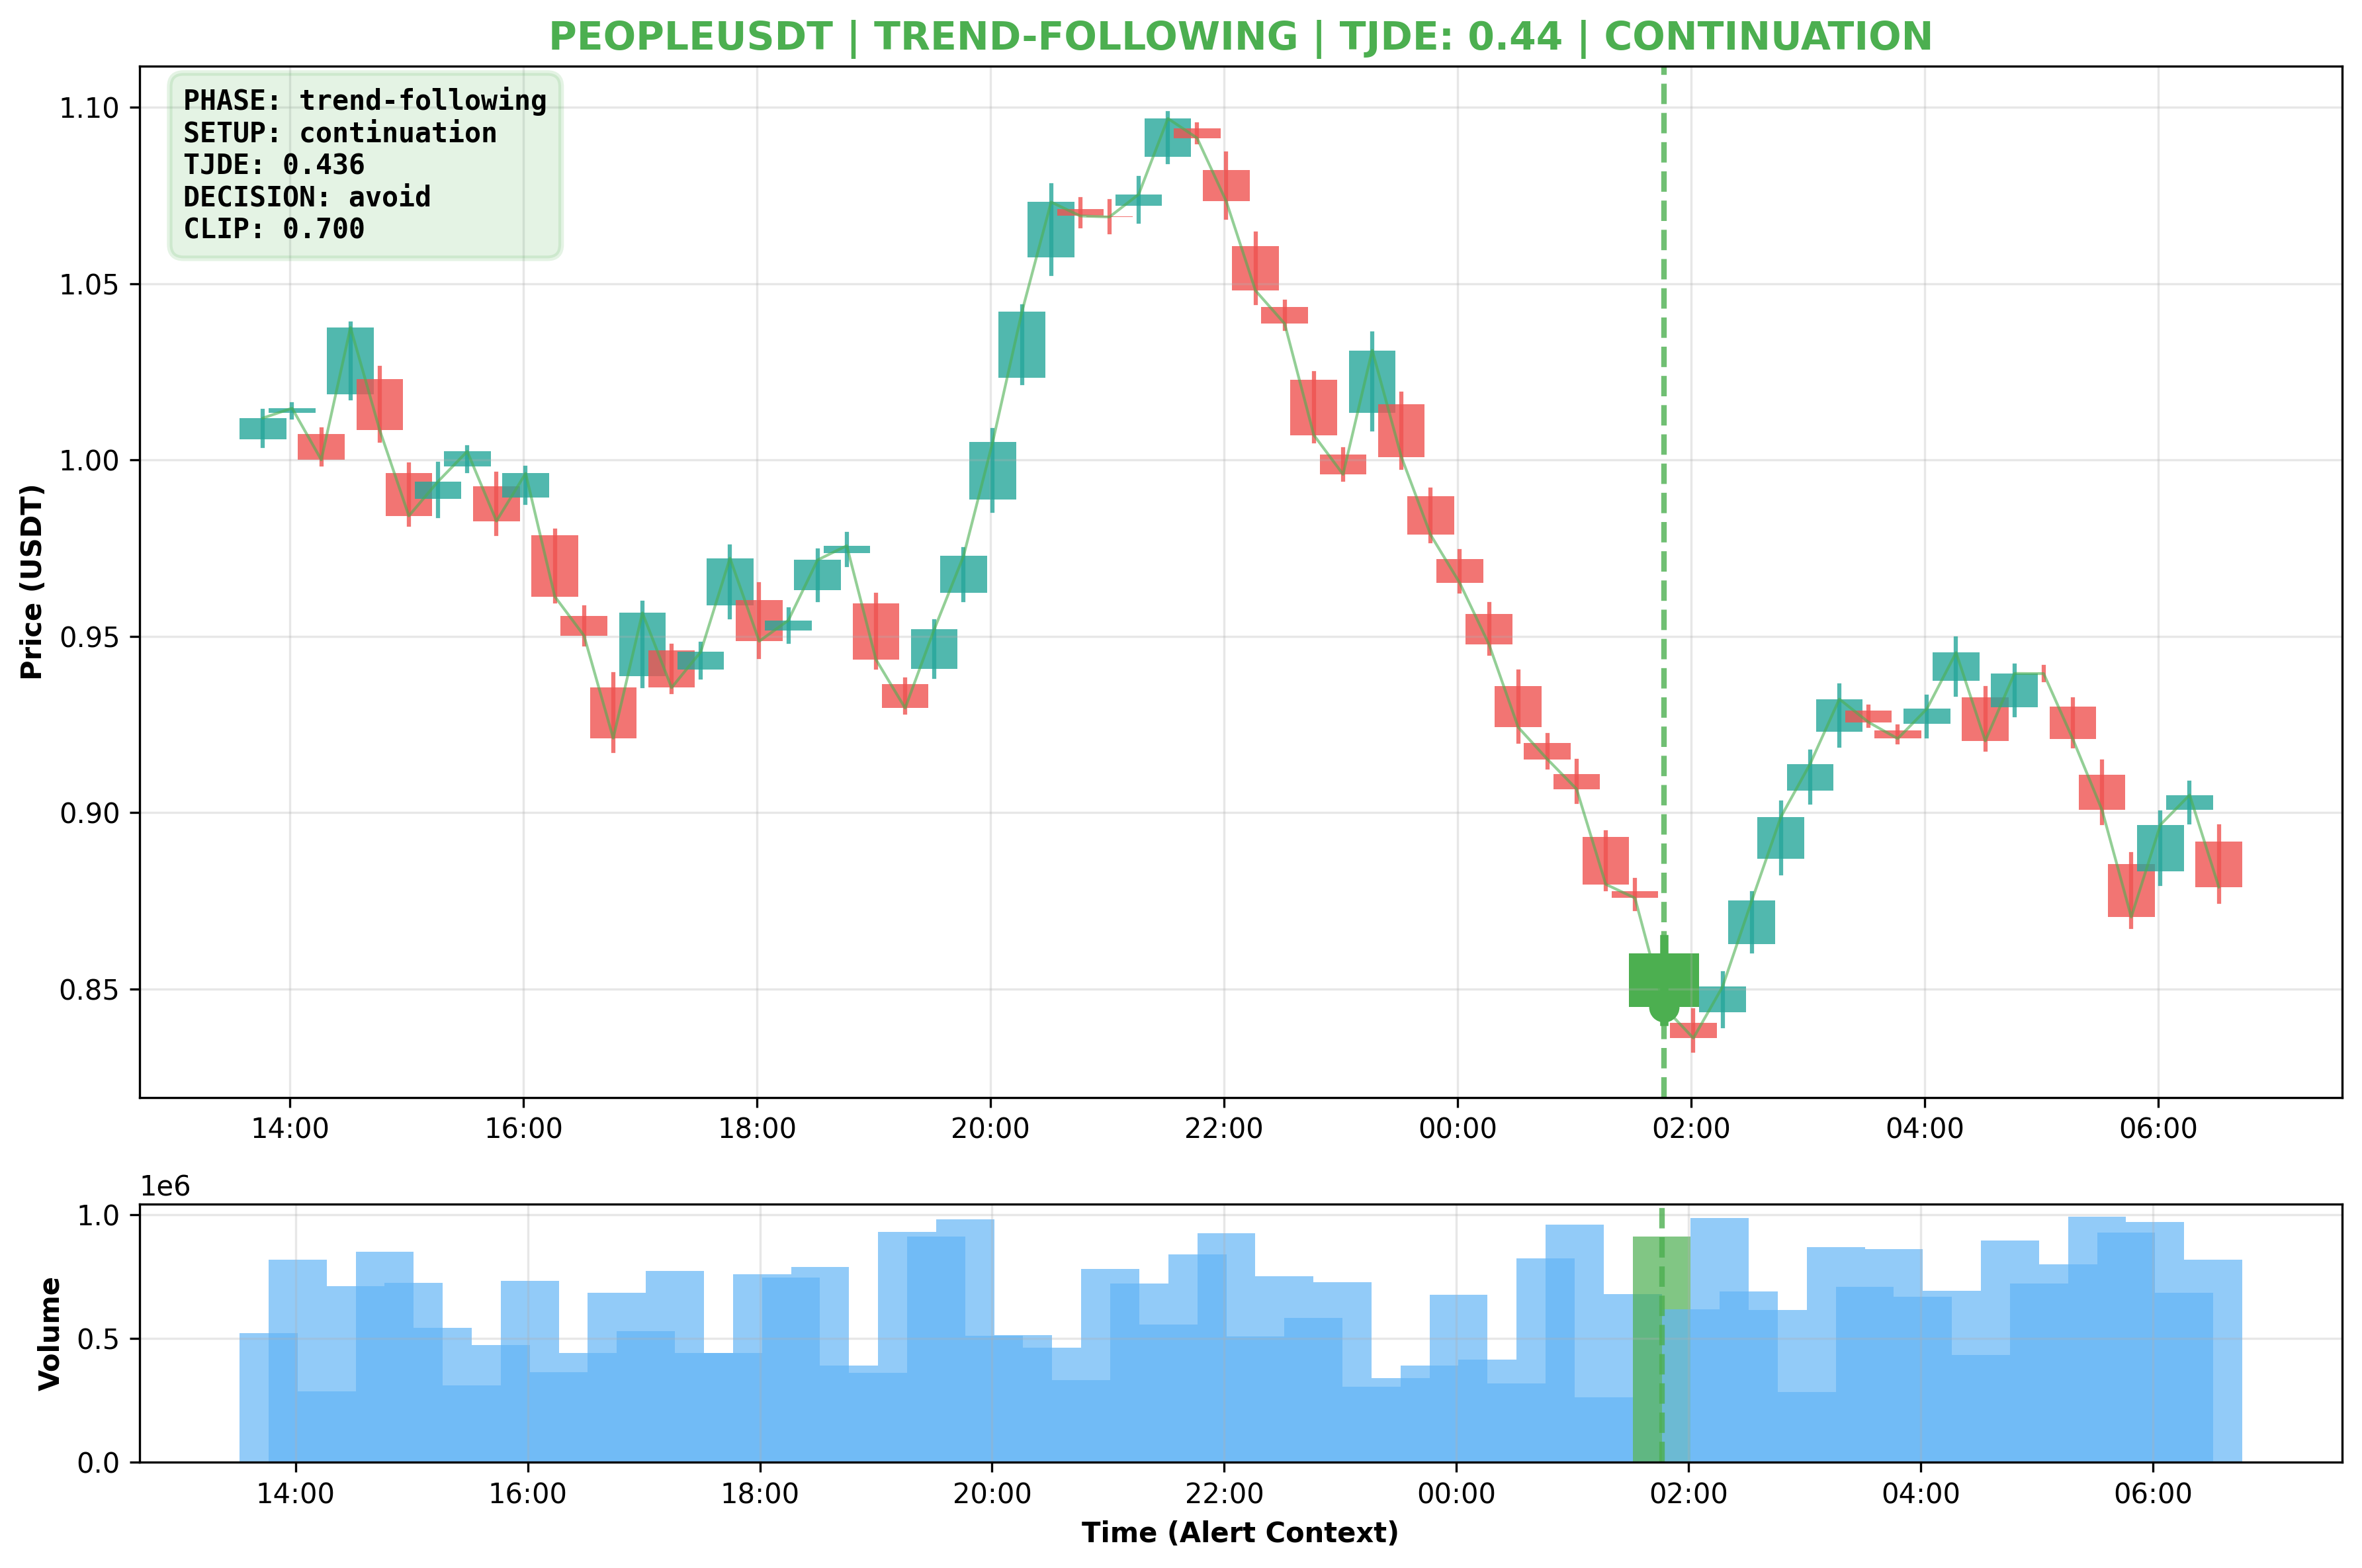 PEOPLEUSDT | TREND-FOLLOWING | TJDE: 0.44 | CONTINUATION
PHASE: trend-following
SETUP: continuation
TJDE: 0.436
DECISION: avoid
CLIP: 0.700
Price (USDT)
1.10
1.05
1.00
0.95
0.90
0.85
14:00 16:00 18:00 20:00 22:00 00:00 02:00 04:00 06:00
1e6
Volume
1.0
0.5
0.0
14:00 16:00 18:00 20:00 22:00 00:00 02:00 04:00 06:00
Time (Alert Context)